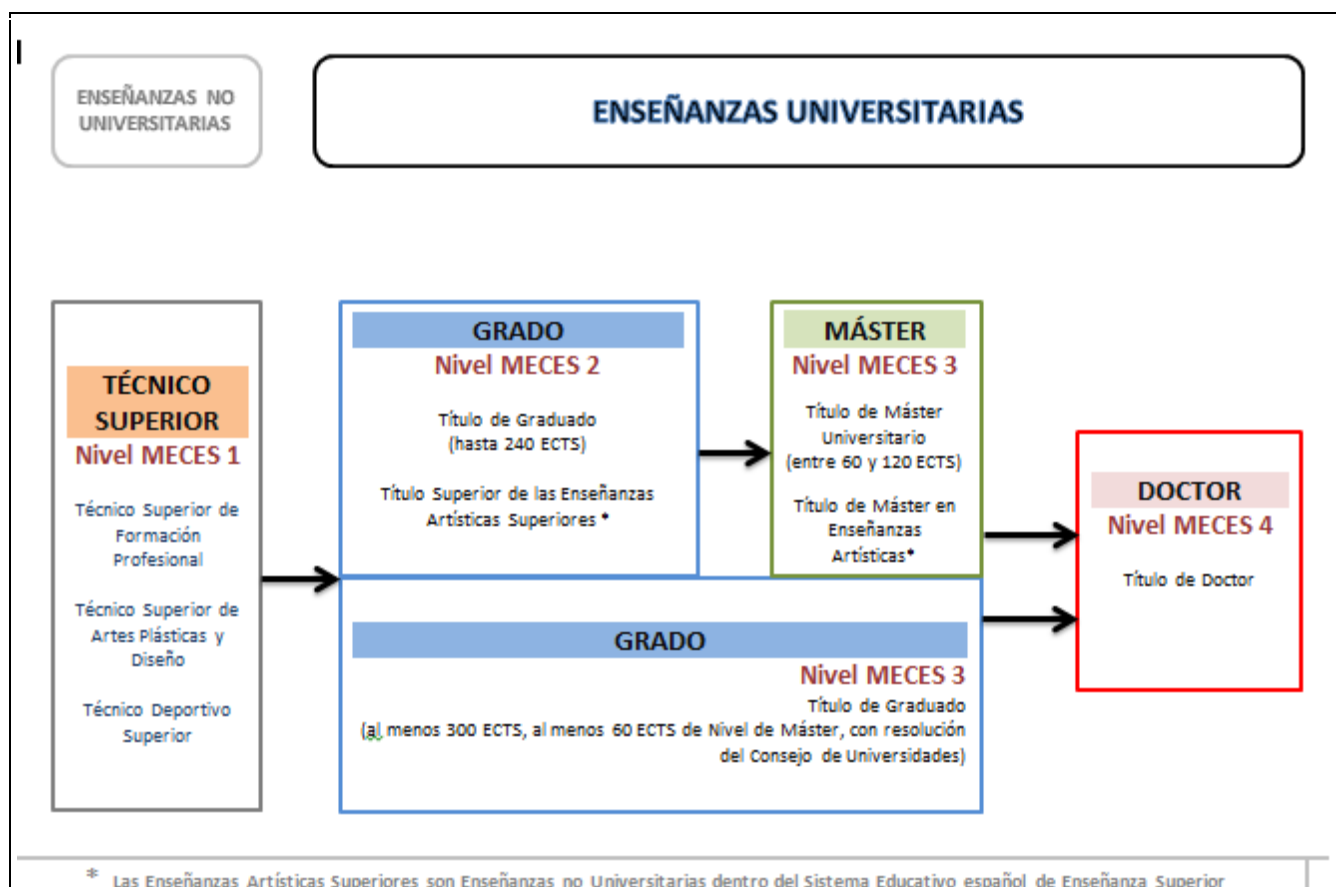 ENSEÑANZAS NO
UNIVERSITARIAS
ENSEÑANZAS UNIVERSITARIAS
TÉCNICO
SUPERIOR
Nivel MECES 1
Técnico Superior de
Formación
Profesional
Técnico Superior de
Artes Plásticas y
Diseño
Técnico Deportivo
Superior
GRADO
Nivel MECES 2
Título de Graduado
(hasta 240 ECTS)
Título Superior de las Enseñanzas
Artísticas Superiores *
MÁSTER
Nivel MECES 3
Título de Máster
Universitario
(entre 60 y 120 ECTS)
Título de Máster en
Enseñanzas
Artísticas*
GRADO
Nivel MECES 3
Título de Graduado
(al menos 300 ECTS, al menos 60 ECTS de Nivel de Máster, con resolución
del Consejo de Universidades)
DOCTOR
Nivel MECES 4
Título de Doctor
* Las Enseñanzas Artísticas Superiores son Enseñanzas no Universitarias dentro del Sistema Educativo español de Enseñanza Superior